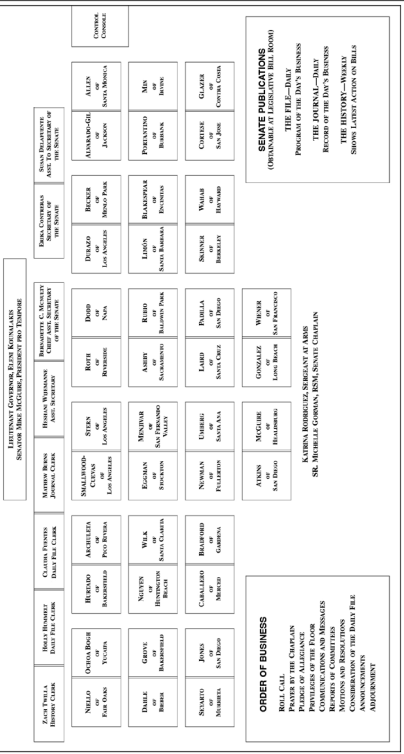 LIEUTENANT GOVERNOR, ELENI KOUNALAKIS
SENATOR MIKE MCGUIRE, PRESIDENT PRO TEMPORE
ZACH TWILLA
HISTORY CLERK
HOLLY HUMMELT
DAILY FILE CLERK
CLAUDIA FUENTES
DAILY FILE CLERK
MATHEW BURNS
JOURNAL CLERK
HESHANI WIJEMANNE
ASST. SECRETARY
BERNADETTE C. MCNULTY
CHIEF ASST. SECRETARY
OF THE SENATE
ERIKA CONTRERAS
SECRETARY OF
THE SENATE
SUSAN DELAFUENTE
ASST. TO SECRETARY OF
THE SENATE
NIELLO
OF
FAIR OAKS
OCHOA BOGH
OF
YUCAIPA
HURTADO
OF
BAKERSFIELD
ARCHULETA
OF
PICO RIVERA
SMALLWOOD-
CUEVAS
OF
LOS ANGELES
STERN
OF
LOS ANGELES
ROTH
OF
RIVERSIDE
DODD
OF
NAPA
DURAZO
OF
LOS ANGELES
BECKER
OF
MENLO PARK
ALVARADO-GIL
OF
JACKSON
ALLEN
OF
SANTA MONICA
CONTROL
CONSOLE
DAHLE
OF
BIEBER
GROVE
OF
BAKERSFIELD
NGUYEN
OF
HUNTINGTON
BEACH
WILK
OF
SANTA CLARITA
EGGMAN
OF
STOCKTON
MENJIVAR
OF
SAN FERNANDO
VALLEY
ASHBY
OF
SACRAMENTO
RUBIO
OF
BALDWIN PARK
LIMÓN
OF
SANTA BARBARA
BLAKESPEAR
OF
ENCINITAS
PORTANTINO
OF
BURBANK
MIN
OF
IRVINE
SEYARTO
OF
MURRIETA
JONES
OF
SAN DIEGO
CABALLERO
OF
MERCED
BRADFORD
OF
GARDENA
NEWMAN
OF
FULLERTON
UMBERG
OF
SANTA ANA
LAIRD
OF
SANTA CRUZ
PADILLA
OF
SAN DIEGO
SKINNER
OF
BERKELEY
WAHAB
OF
HAYWARD
CORTESE
OF
SAN JOSE
GLAZER
OF
CONTRA COSTA
ATKINS
OF
SAN DIEGO
MCGUIRE
OF
HEALDSBURG
GONZALEZ
OF
LONG BEACH
WIENER
OF
SAN FRANCISCO
KATRINA RODRIGUEZ, SERGEANT AT ARMS
SR. MICHELLE GORMAN, RSM, SENATE CHAPLAIN
ORDER OF BUSINESS
ROLL CALL
PRAYER BY THE CHAPLAIN
PLEDGE OF ALLEGIANCE
PRIVILEGES OF THE FLOOR
COMMUNICATIONS AND MESSAGES
REPORTS OF COMMITTEES
MOTIONS AND RESOLUTIONS
CONSIDERATION OF THE DAILY FILE
ANNOUNCEMENTS
ADJOURNMENT
SENATE PUBLICATIONS
(OBTAINABLE AT LEGISLATIVE BILL ROOM)
THE FILE—DAILY
PROGRAM OF THE DAY'S BUSINESS
THE JOURNAL—DAILY
RECORD OF THE DAY'S BUSINESS
THE HISTORY—WEEKLY
SHOWS LATEST ACTION ON BILLS